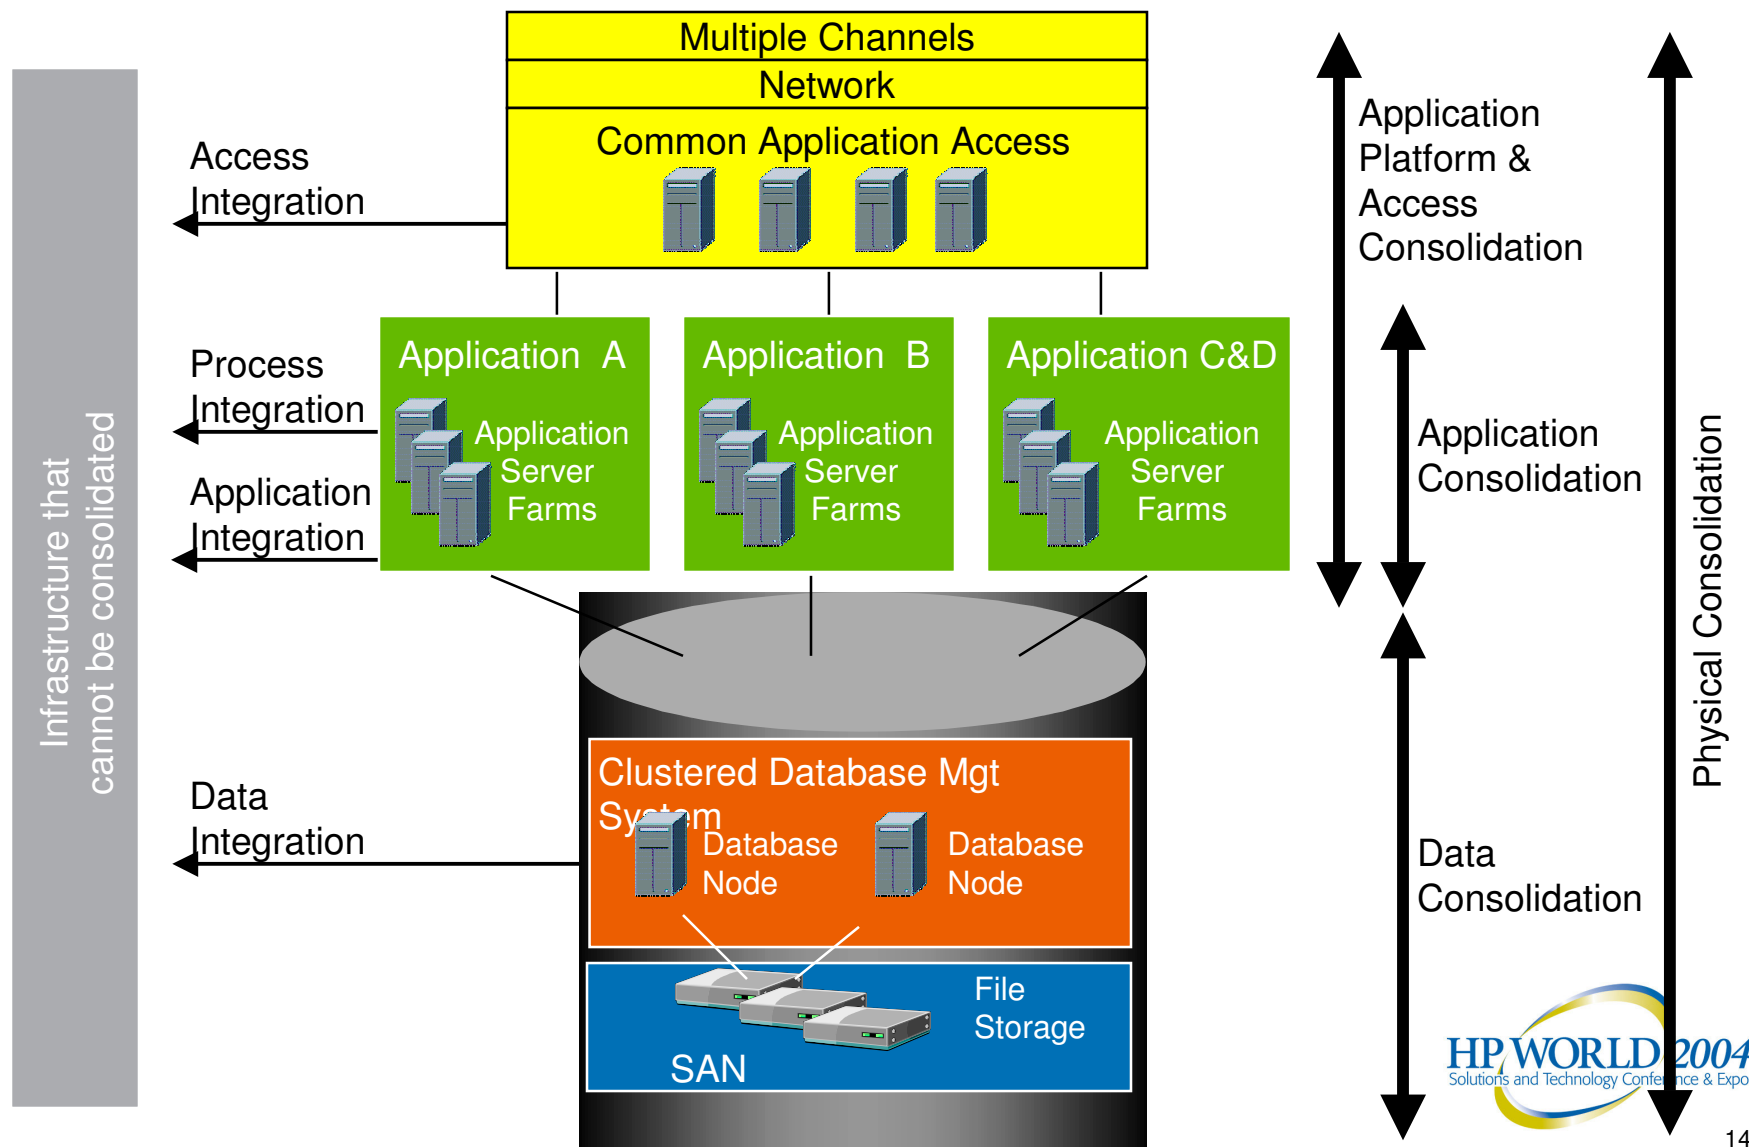 Multiple Channels
Network
Common Application Access
Access
Integration
Process
Integration
Application
Integration
Data
Integration
Infrastructure that
cannot be consolidated
Application A
Application
Server
Farms
Application B
Application
Server
Farms
Application C&D
Application
Server
Farms
Clustered Database Mgt
System
Database
Node
Database
Node
File
Storage
SAN
Application
Platform &
Access
Consolidation
Application
Consolidation
Data
Consolidation
Physical Consolidation
HP WORLD 2004
Solutions and Technology Conference & Expo
14